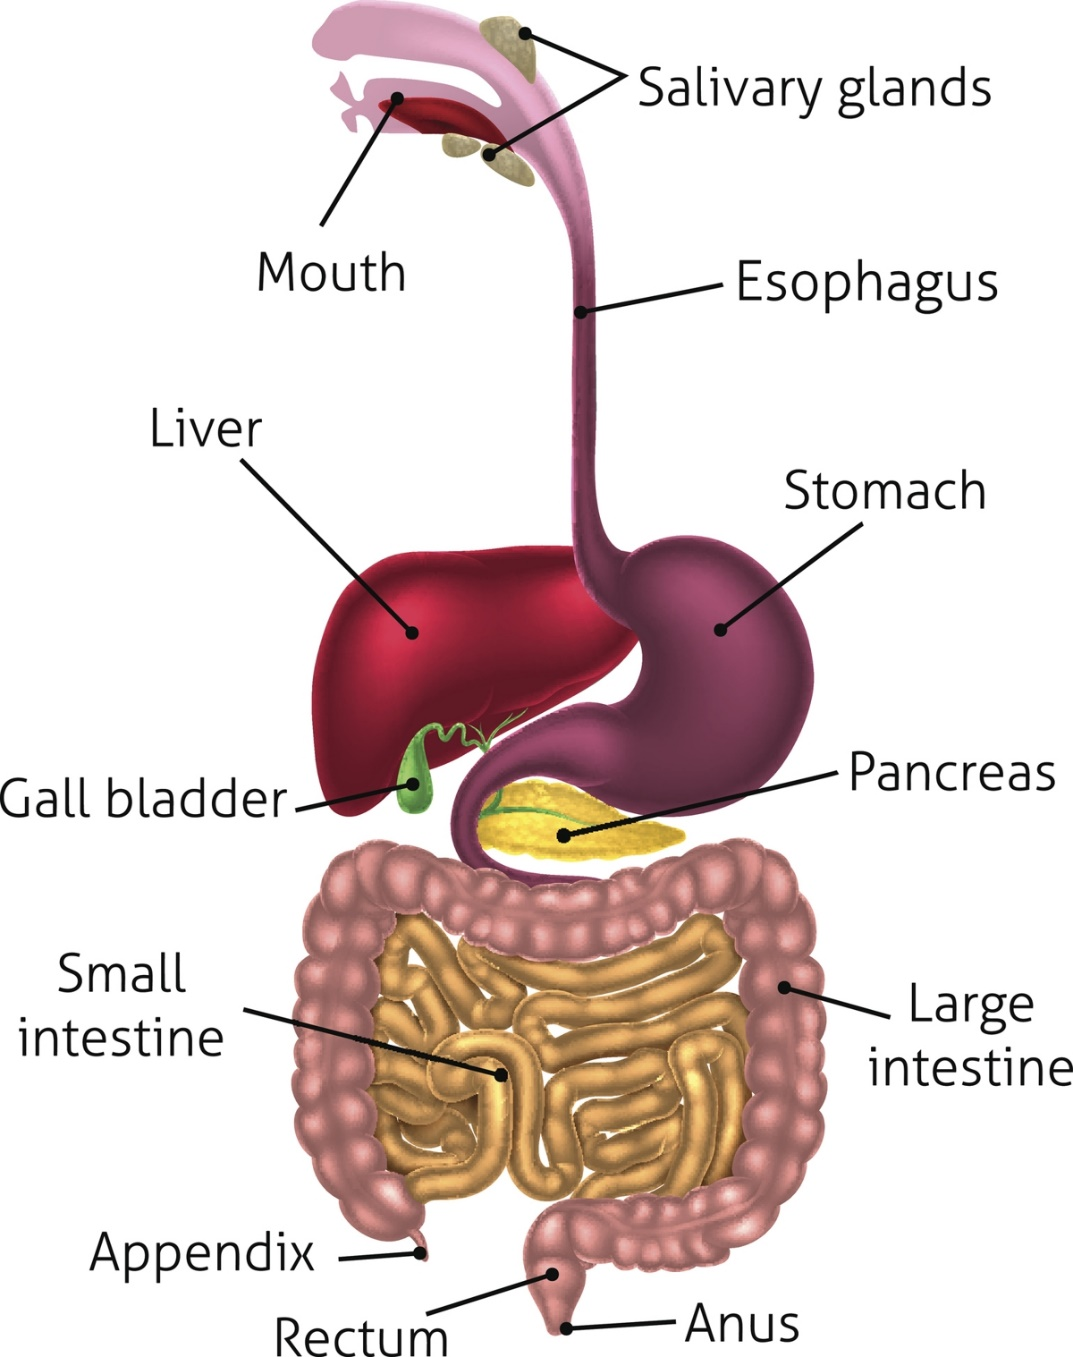 Salivary glands
Mouth
Esophagus
Liver
Stomach
Pancreas
Gall bladder
Small
intestine
Large
intestine
Appendix
Rectum
Anus